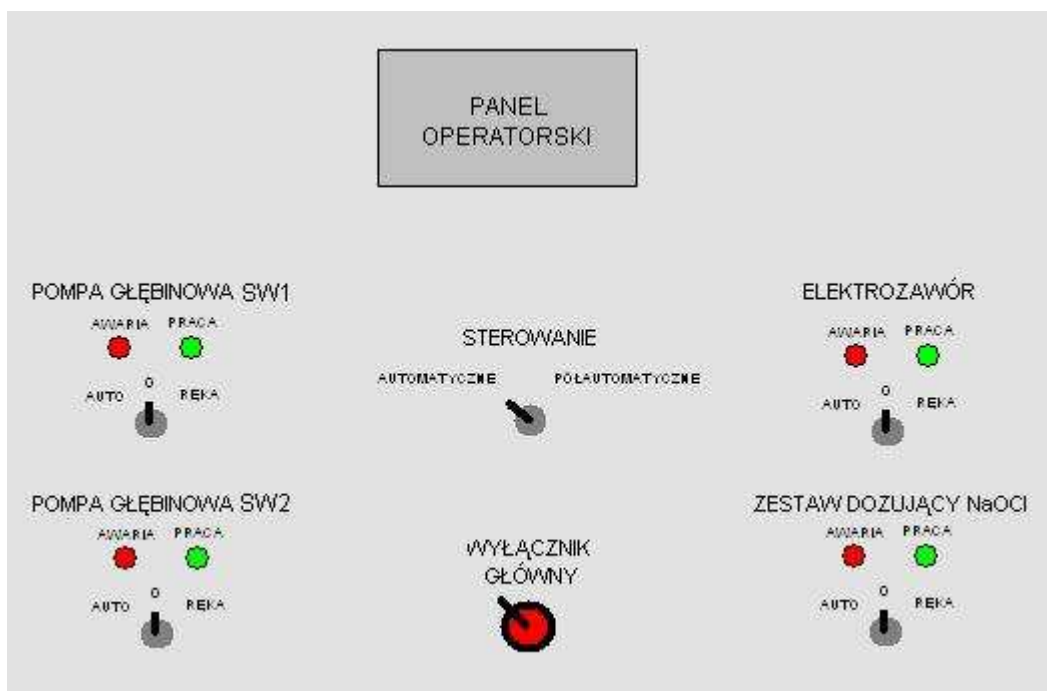 PANEL
OPERATORSKI
POMPA GŁĘBINOWA SW1
AWARIA PRACA
AUTO 0 RĘKA
STEROWANIE
AUTOMATYCZNE PÓŁAUTOMATYCZNE
ELEKTROZAWÓR
AWARIA PRACA
AUTO 0 RĘKA
POMPA GŁĘBINOWA SW2
AWARIA PRACA
AUTO 0 RĘKA
WYŁĄCZNIK
GŁÓWNY
ZESTAW DOZUJĄCY NaOCl
AWARIA PRACA
AUTO 0 RĘKA